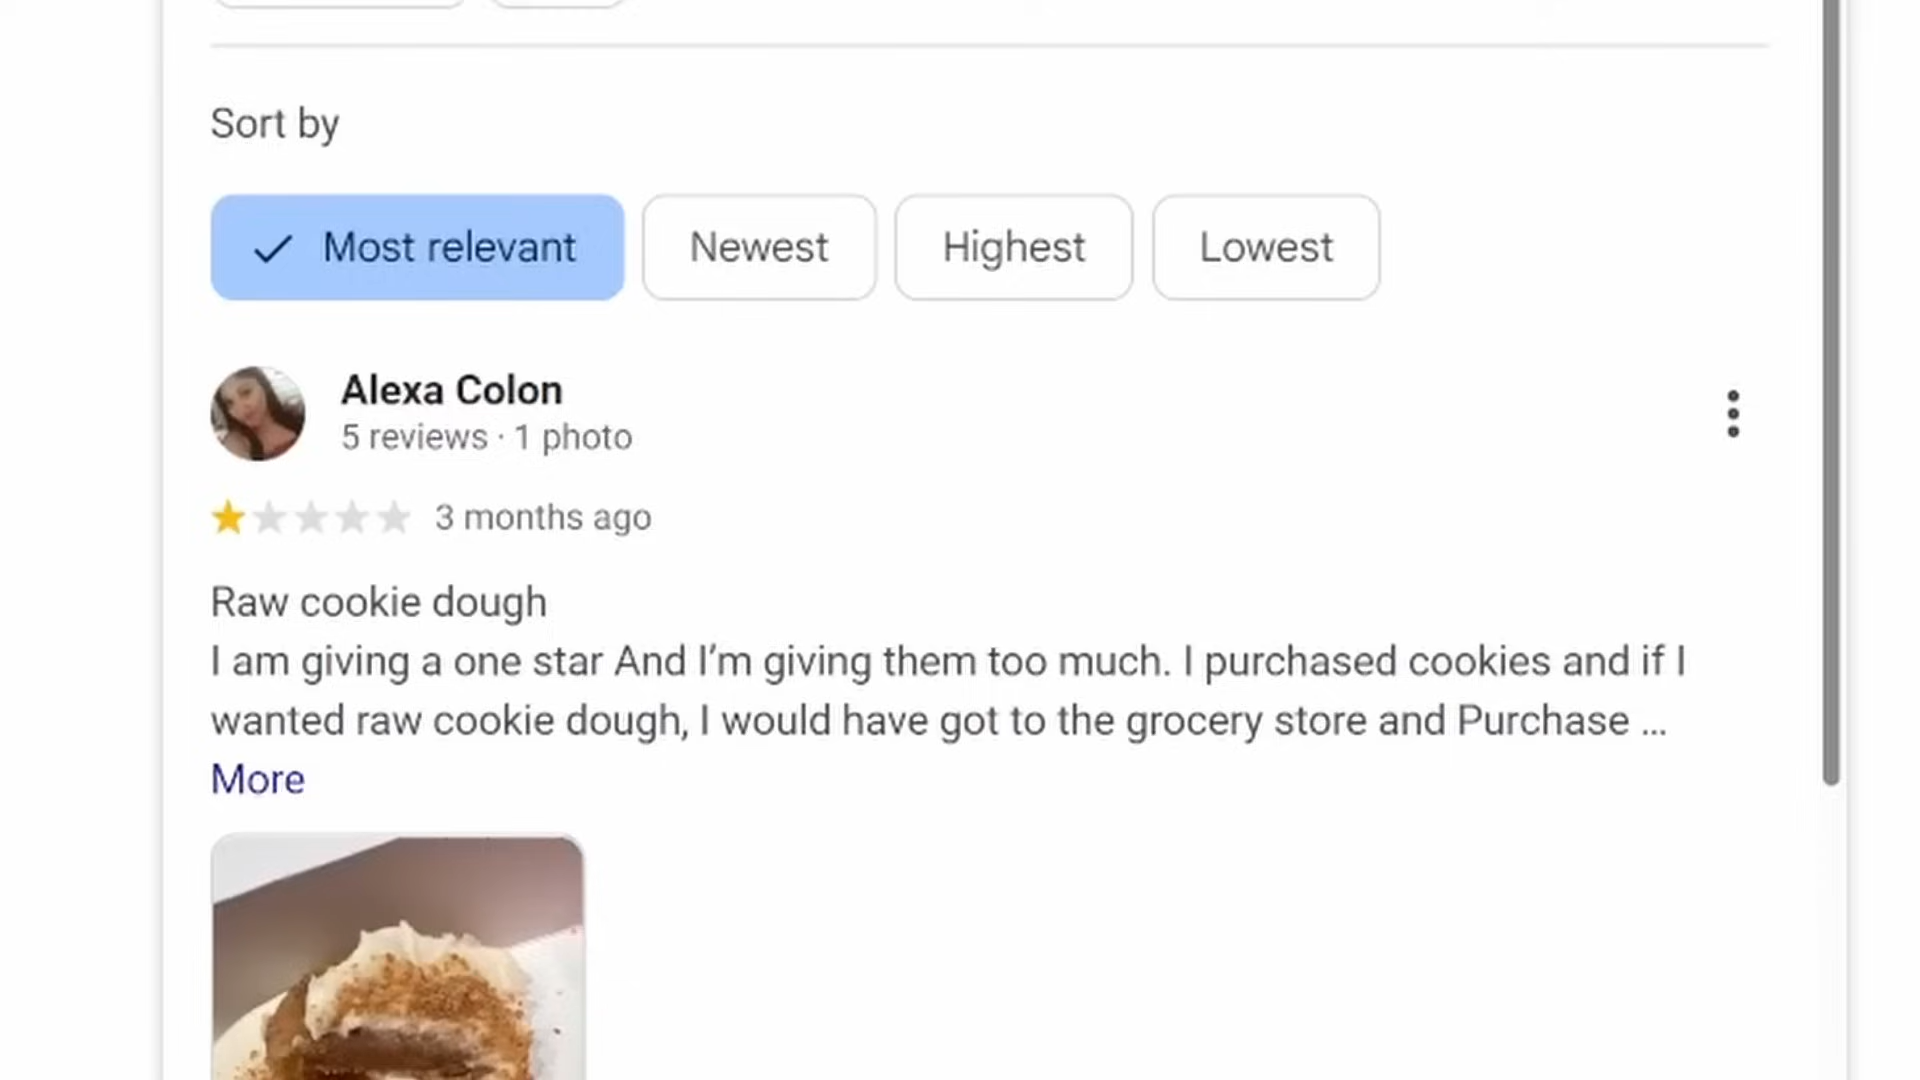 Sort by
Most relevant
Newest
Highest
Lowest
Alexa Colon
5 reviews · 1 photo
3 months ago
Raw cookie dough
I am giving a one star And I’m giving them too much. I purchased cookies and if I
wanted raw cookie dough, I would have got to the grocery store and Purchase ...
More